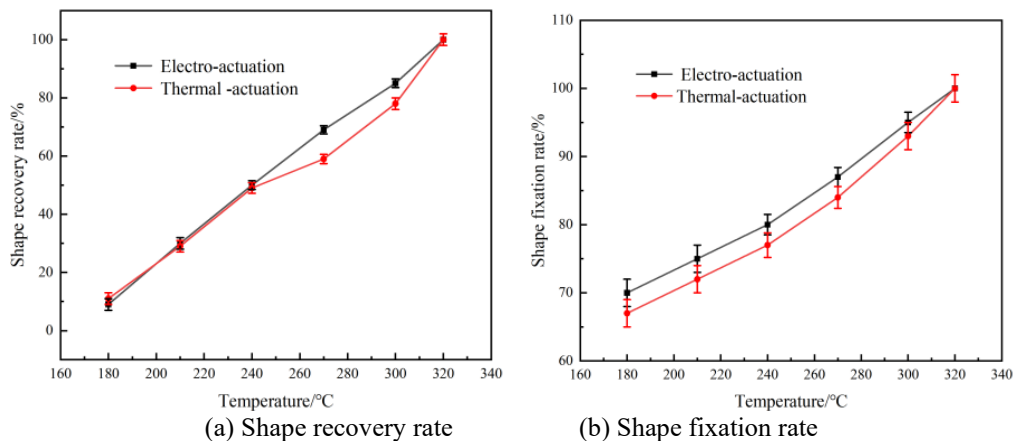 100
80
60
40
20
0
Shape recovery rate/%
Electro-actuation
Thermal -actuation
160 180 200 220 240 260 280 300 320 340
Temperature/℃
(a) Shape recovery rate
110
100
90
80
70
60
Shape fixation rate/%
Electro-actuation
Thermal-actuation
160 180 200 220 240 260 280 300 320 340
Temperature/℃
(b) Shape fixation rate